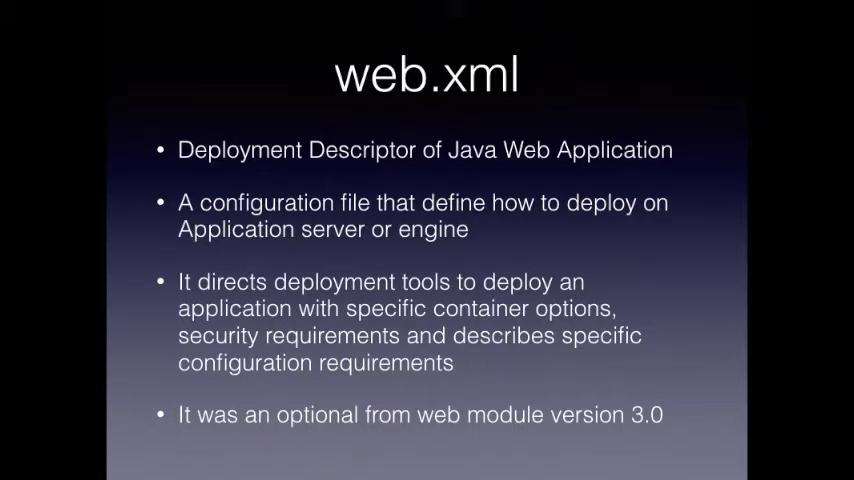 web.xml
• Deployment Descriptor of Java Web Application
• A configuration file that define how to deploy on
Application server or engine
• It directs deployment tools to deploy an
application with specific container options,
security requirements and describes specific
configuration requirements
• It was an optional from web module version 3.0